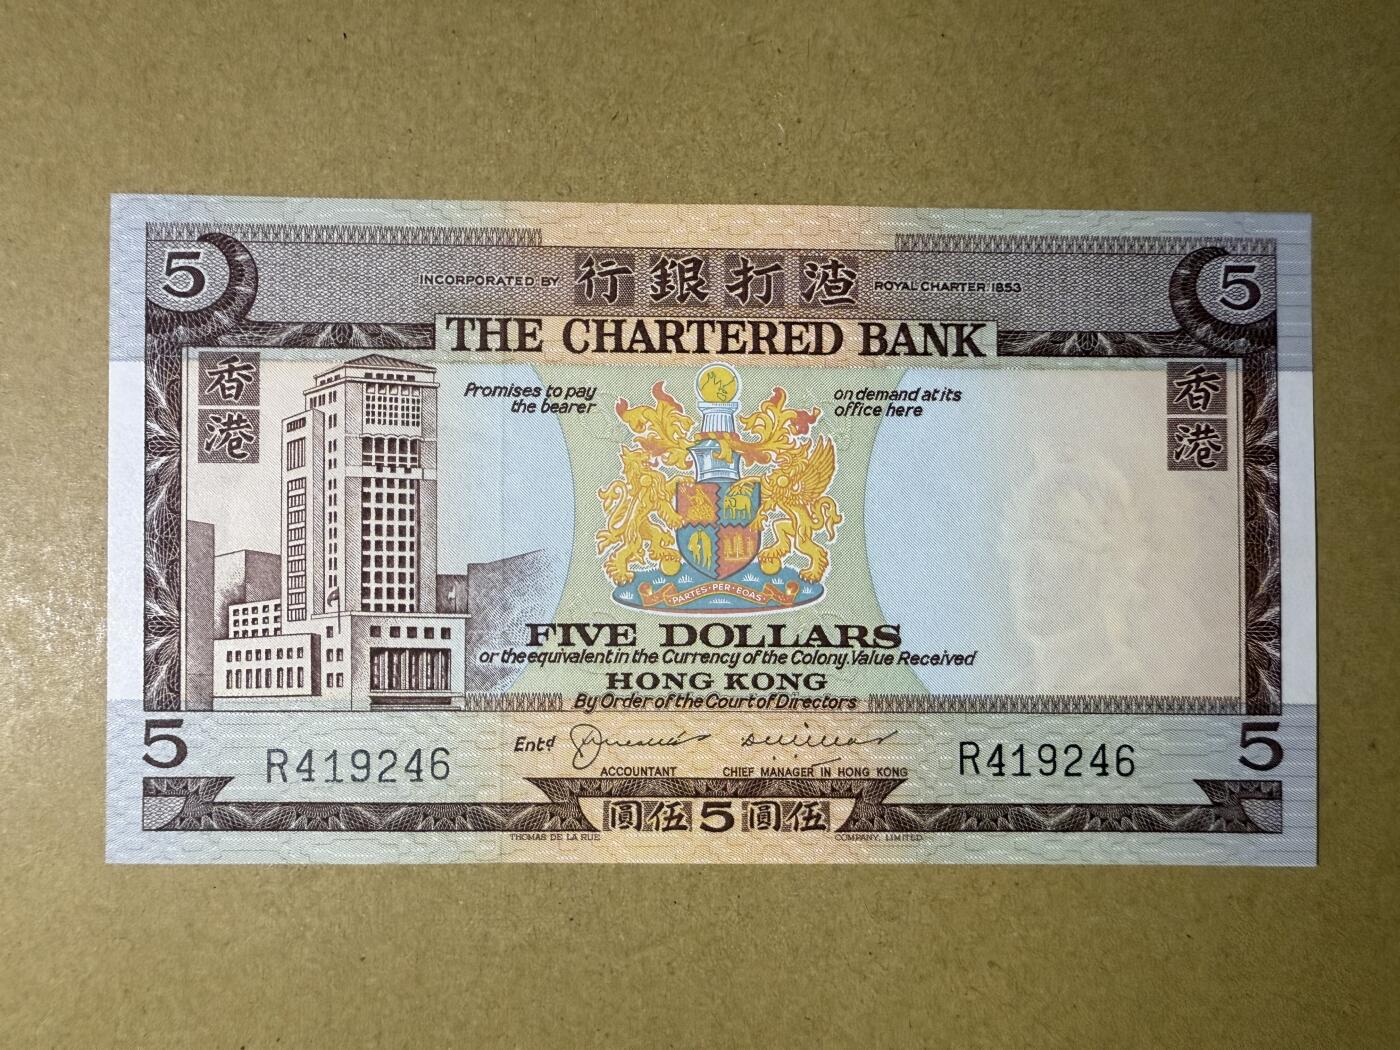 5 5
INCORPORATED BY 行銀打渣 ROYAL CHARTER.1853
THE CHARTERED BANK
香港
香港
Promises to pay the bearer
on demand at its office here
PARTES·PER·EOAS
FIVE DOLLARS
or the equivalent in the Currency of the Colony. Value Received
HONG KONG
By Order of the Court of Directors
5 5
R419246 Entd R419246
ACCOUNTANT CHIEF MANAGER IN HONG KONG
圓伍5圓伍
THOMAS DE LA RUE COMPANY, LIMITED